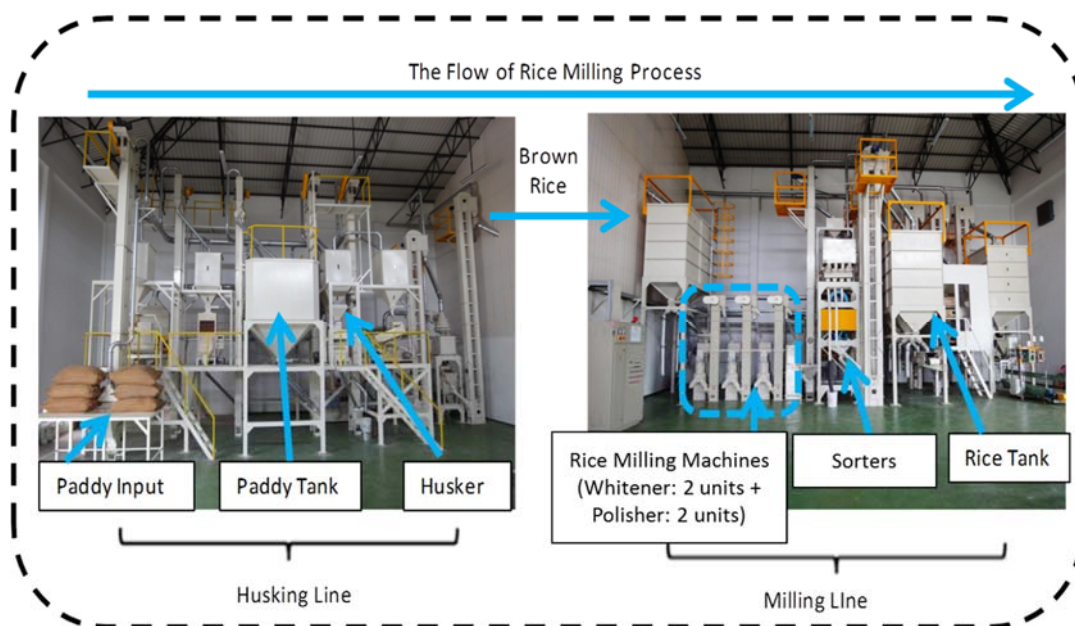 The Flow of Rice Milling Process
Brown
Rice
Paddy Input
Paddy Tank
Husker
Rice Milling Machines
(Whitener: 2 units +
Polisher: 2 units)
Sorters
Rice Tank
Husking Line
Milling LIne